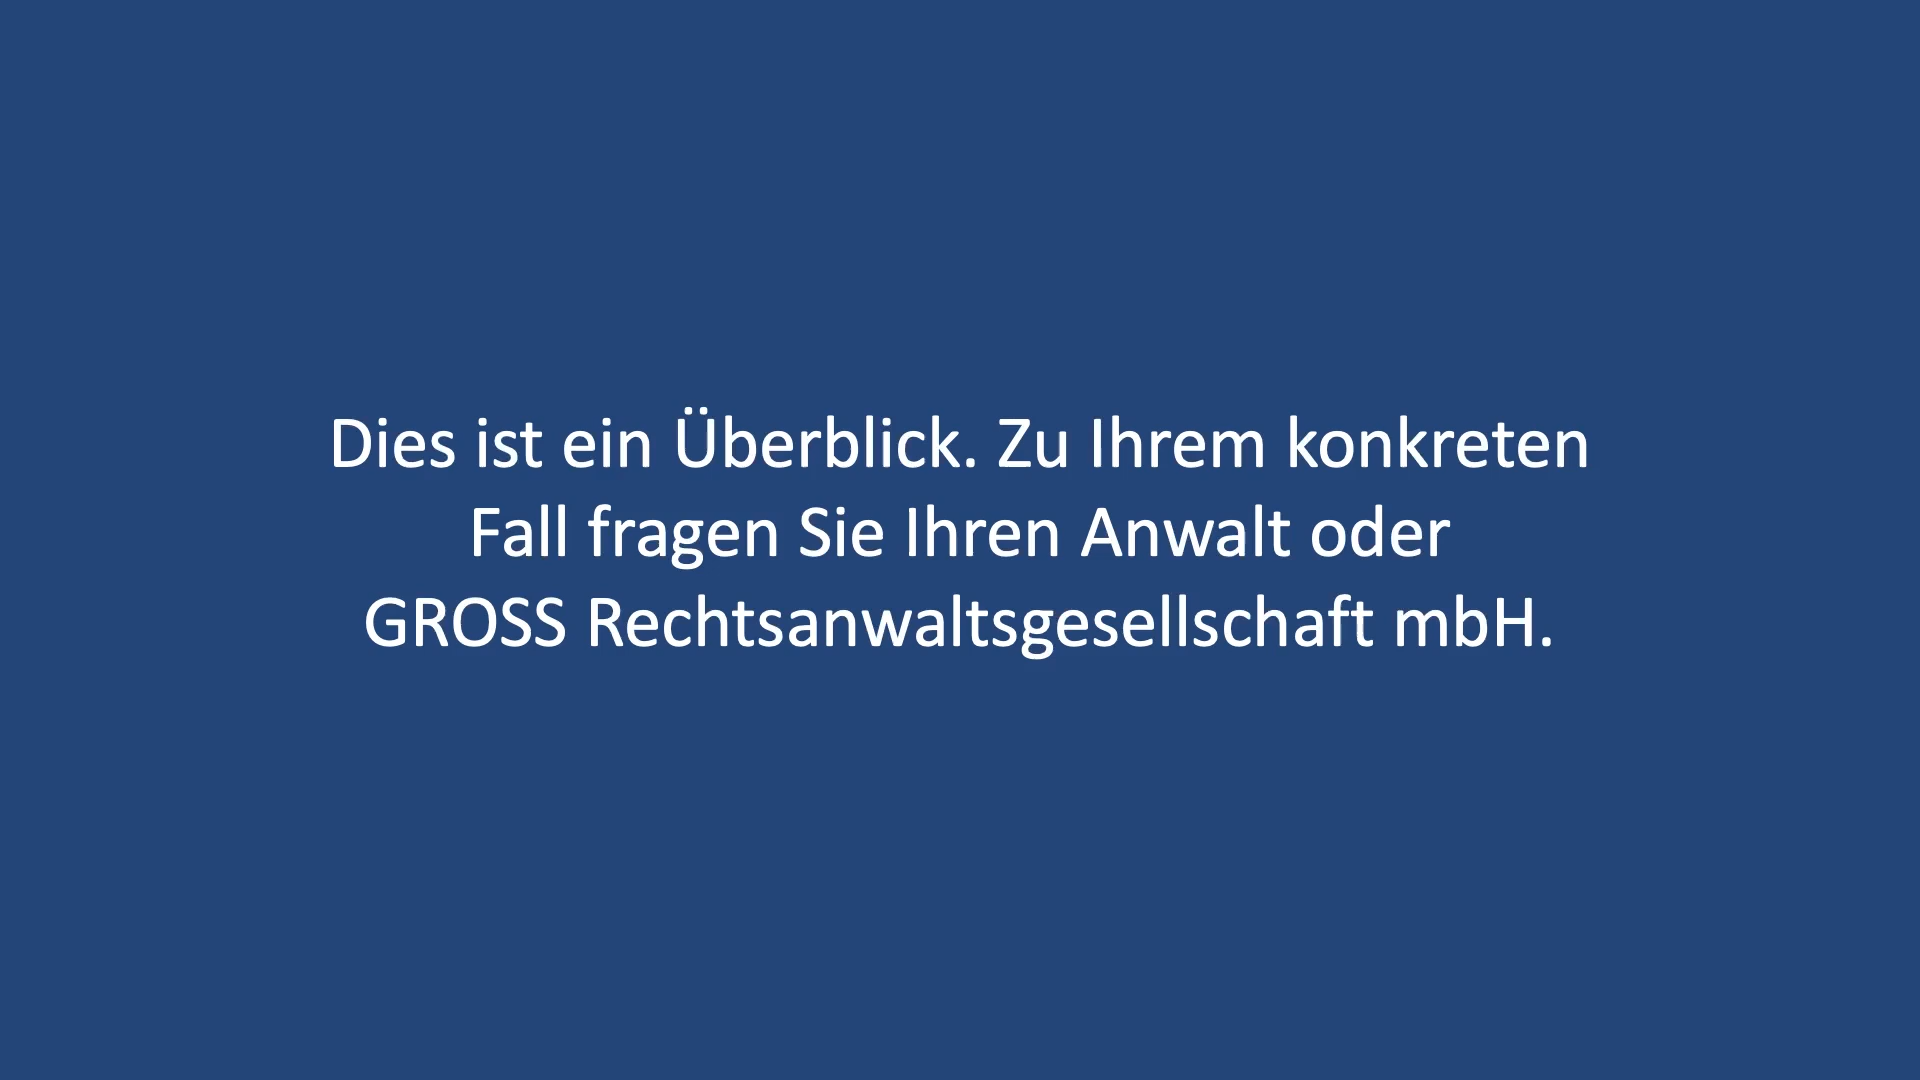 Dies ist ein Überblick. Zu Ihrem konkreten
Fall fragen Sie Ihren Anwalt oder
GROSS Rechtsanwaltsgesellschaft mbH.